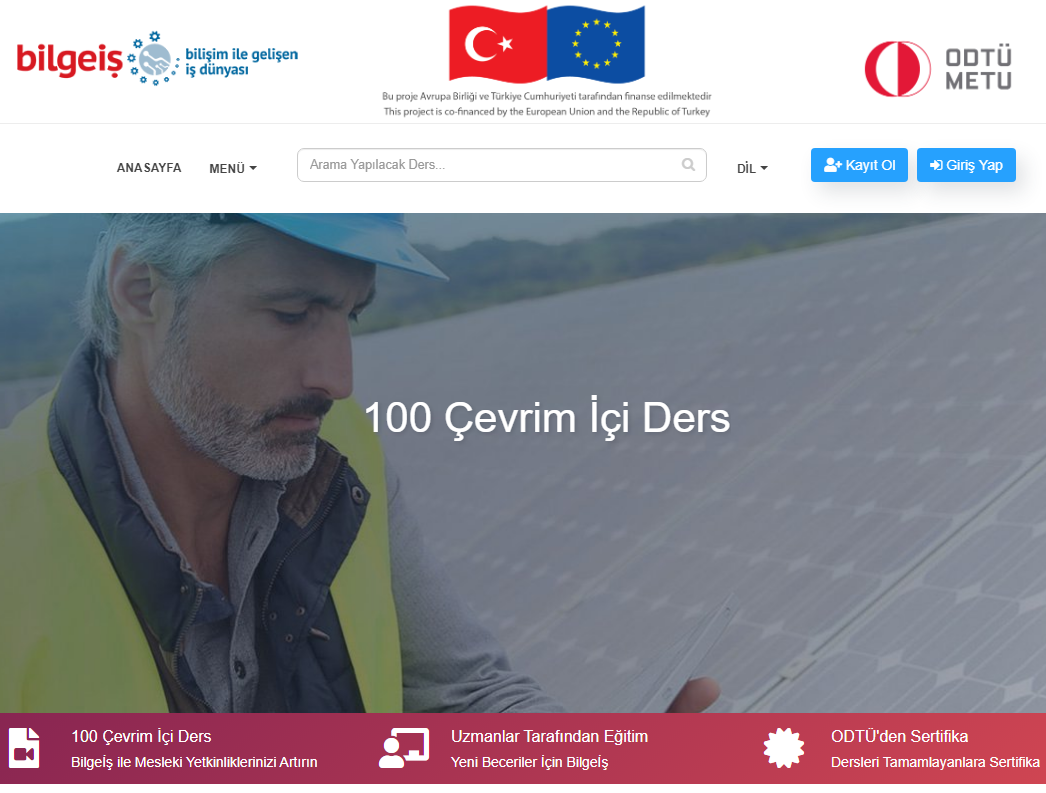 bilgeiş
bilişim ile gelişen
iş dünyası
Bu proje Avrupa Birliği ve Türkiye Cumhuriyeti tarafından finanse edilmektedir
This project is co-financed by the European Union and the Republic of Turkey
ODTÜ
METU
ANASAYFA
MENÜ
Arama Yapılacak Ders...
DİL
Kayıt Ol
Giriş Yap
100 Çevrim İçi Ders
100 Çevrim İçi Ders
Bilgeİş ile Mesleki Yetkinliklerinizi Artırın
Uzmanlar Tarafından Eğitim
Yeni Beceriler İçin Bilgeİş
ODTÜ'den Sertifika
Dersleri Tamamlayanlara Sertifika